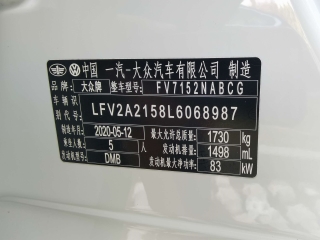 中国 一汽-大众汽车有限公司 制造
品牌 大众牌 整车型号 FV7152NABCG
车辆识别代号 LFV2A2158L6068987
制造年月 2020-05-12 最大允许总质量 1730 kg
乘坐人数 5 人 发动机排量 1498 mL
发动机型号 DMB 发动机最大净功率 83 kW